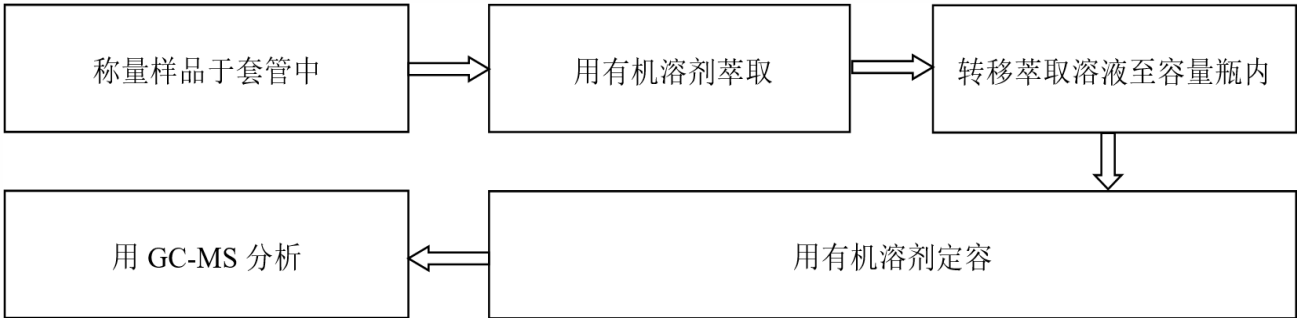 称量样品于套管中
用有机溶剂萃取
转移萃取溶液至容量瓶内
用有机溶剂定容
用 GC-MS 分析